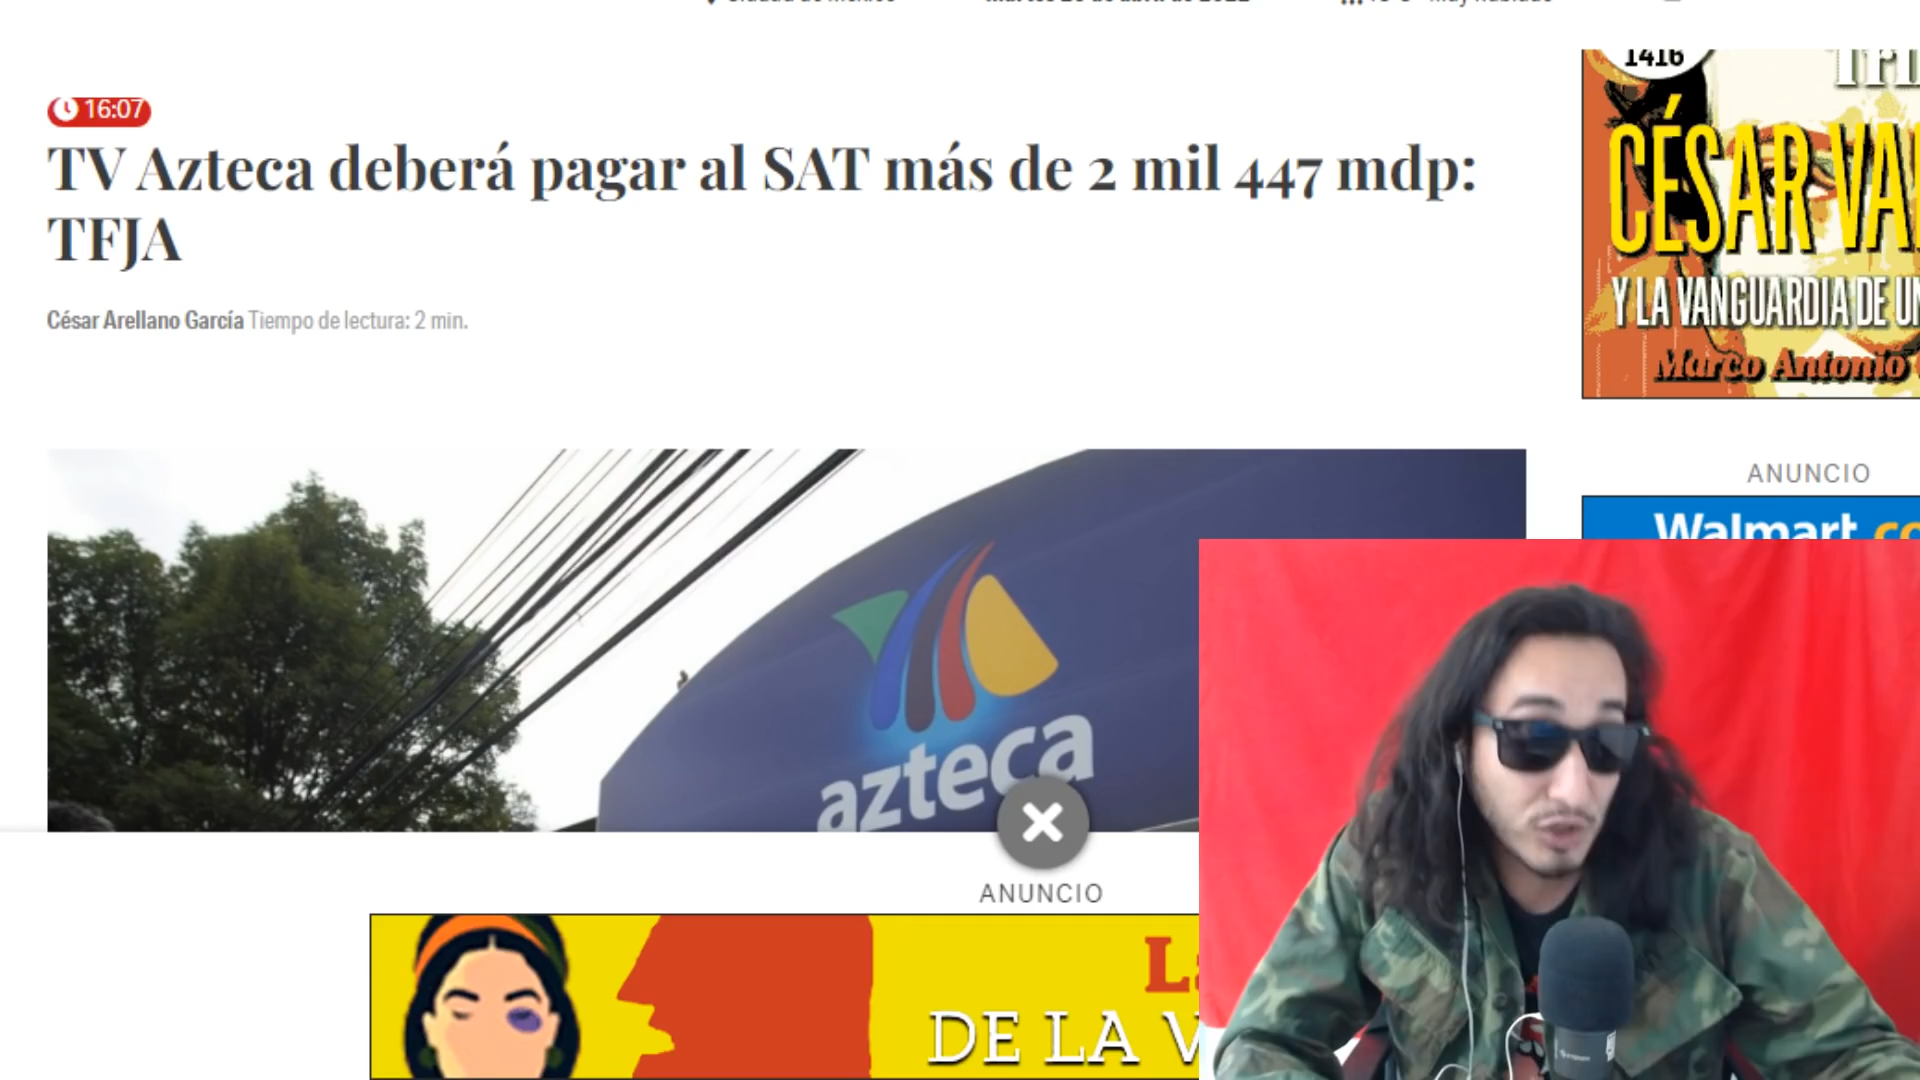 16:07
TV Azteca deberá pagar al SAT más de 2 mil 447 mdp:
TFJA
César Arellano García Tiempo de lectura: 2 min.
1416
CÉSAR
Y LA VANGUARDIA DE
Marco Antonio
ANUNCIO
Walmart
azteca
ANUNCIO
DE LA